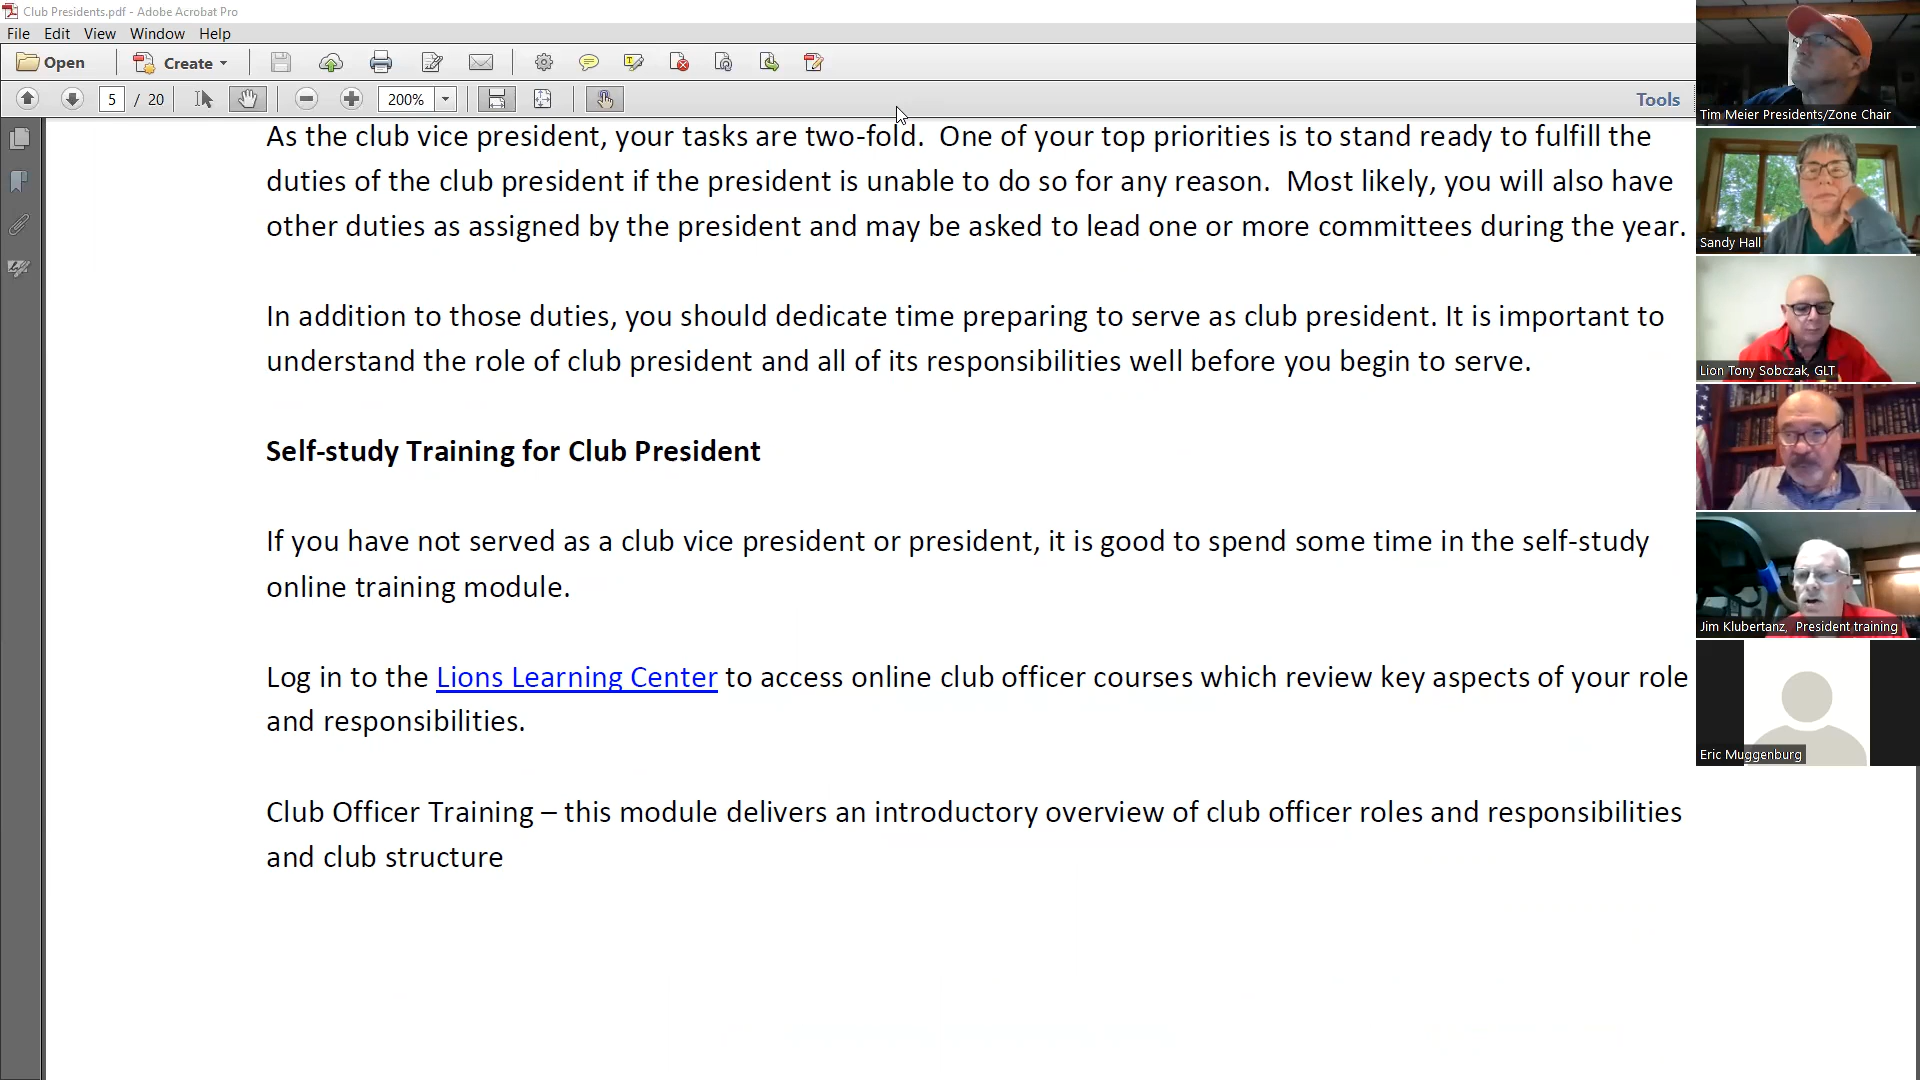 Club Presidents.pdf - Adobe Acrobat Pro
File Edit View Window Help
Open Create
5 / 20 200% Tools
As the club vice president, your tasks are two-fold.  One of your top priorities is to stand ready to fulfill the
duties of the club president if the president is unable to do so for any reason.  Most likely, you will also have
other duties as assigned by the president and may be asked to lead one or more committees during the year.
In addition to those duties, you should dedicate time preparing to serve as club president. It is important to
understand the role of club president and all of its responsibilities well before you begin to serve.
Self-study Training for Club President
If you have not served as a club vice president or president, it is good to spend some time in the self-study
online training module.
Log in to the Lions Learning Center to access online club officer courses which review key aspects of your role
and responsibilities.
Club Officer Training – this module delivers an introductory overview of club officer roles and responsibilities
and club structure
Tim Meier Presidents/Zone Chair
Sandy Hall
Lion Tony Sobczak, GLT
Jim Klubertanz,  President training
Eric Muggenburg